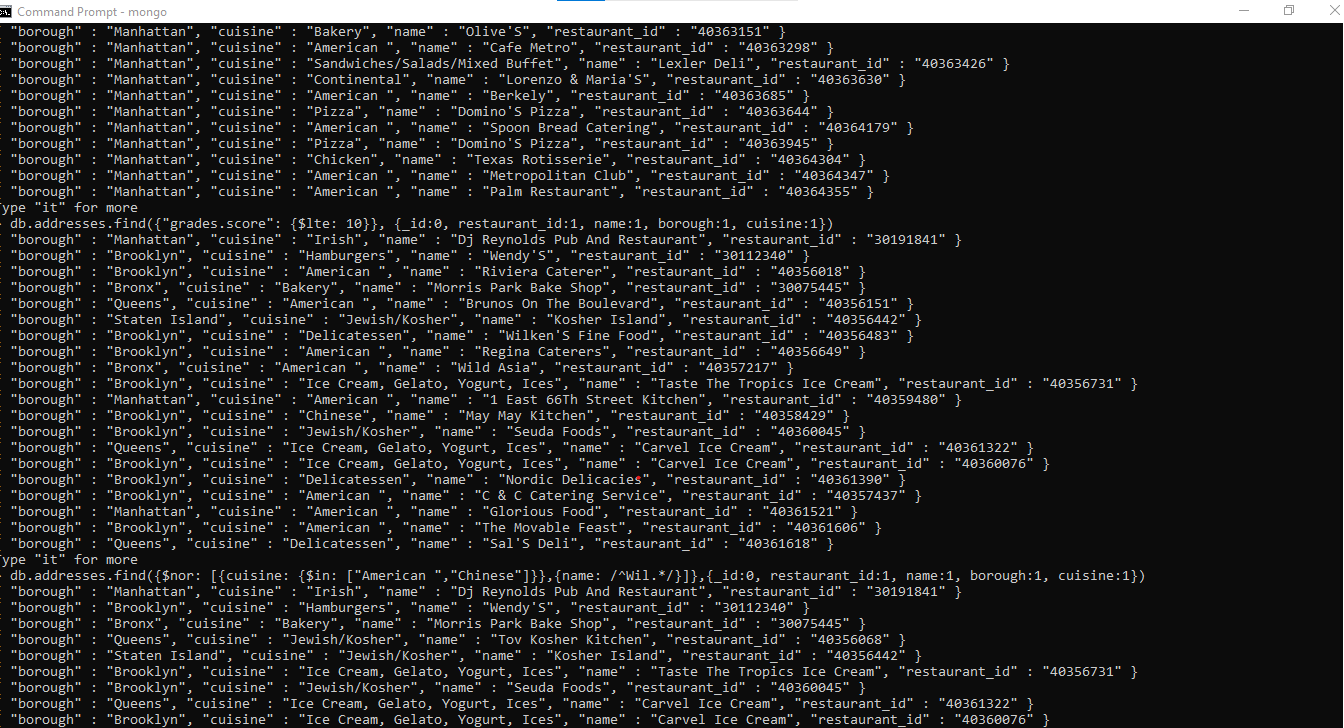 Command Prompt - mongo
"borough" : "Manhattan", "cuisine" : "Bakery", "name" : "Olive'S", "restaurant_id" : "40363151" }
"borough" : "Manhattan", "cuisine" : "American ", "name" : "Cafe Metro", "restaurant_id" : "40363298" }
"borough" : "Manhattan", "cuisine" : "Sandwiches/Salads/Mixed Buffet", "name" : "Lexler Deli", "restaurant_id" : "40363426" }
"borough" : "Manhattan", "cuisine" : "Continental", "name" : "Lorenzo & Maria'S", "restaurant_id" : "40363630" }
"borough" : "Manhattan", "cuisine" : "American ", "name" : "Berkely", "restaurant_id" : "40363685" }
"borough" : "Manhattan", "cuisine" : "Pizza", "name" : "Domino'S Pizza", "restaurant_id" : "40363644" }
"borough" : "Manhattan", "cuisine" : "American ", "name" : "Spoon Bread Catering", "restaurant_id" : "40364179" }
"borough" : "Manhattan", "cuisine" : "Pizza", "name" : "Domino'S Pizza", "restaurant_id" : "40363945" }
"borough" : "Manhattan", "cuisine" : "Chicken", "name" : "Texas Rotisserie", "restaurant_id" : "40364304" }
"borough" : "Manhattan", "cuisine" : "American ", "name" : "Metropolitan Club", "restaurant_id" : "40364347" }
"borough" : "Manhattan", "cuisine" : "American ", "name" : "Palm Restaurant", "restaurant_id" : "40364355" }
ype "it" for more
db.addresses.find({"grades.score": {$lte: 10}}, {_id:0, restaurant_id:1, name:1, borough:1, cuisine:1})
"borough" : "Manhattan", "cuisine" : "Irish", "name" : "Dj Reynolds Pub And Restaurant", "restaurant_id" : "30191841" }
"borough" : "Brooklyn", "cuisine" : "Hamburgers", "name" : "Wendy'S", "restaurant_id" : "30112340" }
"borough" : "Brooklyn", "cuisine" : "American ", "name" : "Riviera Caterer", "restaurant_id" : "40356018" }
"borough" : "Bronx", "cuisine" : "Bakery", "name" : "Morris Park Bake Shop", "restaurant_id" : "30075445" }
"borough" : "Queens", "cuisine" : "American ", "name" : "Brunos On The Boulevard", "restaurant_id" : "40356151" }
"borough" : "Staten Island", "cuisine" : "Jewish/Kosher", "name" : "Kosher Island", "restaurant_id" : "40356442" }
"borough" : "Brooklyn", "cuisine" : "Delicatessen", "name" : "Wilken'S Fine Food", "restaurant_id" : "40356483" }
"borough" : "Brooklyn", "cuisine" : "American ", "name" : "Regina Caterers", "restaurant_id" : "40356649" }
"borough" : "Bronx", "cuisine" : "American ", "name" : "Wild Asia", "restaurant_id" : "40357217" }
"borough" : "Brooklyn", "cuisine" : "Ice Cream, Gelato, Yogurt, Ices", "name" : "Taste The Tropics Ice Cream", "restaurant_id" : "40356731" }
"borough" : "Manhattan", "cuisine" : "American ", "name" : "1 East 66Th Street Kitchen", "restaurant_id" : "40359480" }
"borough" : "Brooklyn", "cuisine" : "Chinese", "name" : "May May Kitchen", "restaurant_id" : "40358429" }
"borough" : "Brooklyn", "cuisine" : "Jewish/Kosher", "name" : "Seuda Foods", "restaurant_id" : "40360045" }
"borough" : "Queens", "cuisine" : "Ice Cream, Gelato, Yogurt, Ices", "name" : "Carvel Ice Cream", "restaurant_id" : "40361322" }
"borough" : "Brooklyn", "cuisine" : "Ice Cream, Gelato, Yogurt, Ices", "name" : "Carvel Ice Cream", "restaurant_id" : "40360076" }
"borough" : "Brooklyn", "cuisine" : "Delicatessen", "name" : "Nordic Delicacies", "restaurant_id" : "40361390" }
"borough" : "Brooklyn", "cuisine" : "American ", "name" : "C & C Catering Service", "restaurant_id" : "40357437" }
"borough" : "Manhattan", "cuisine" : "American ", "name" : "Glorious Food", "restaurant_id" : "40361521" }
"borough" : "Brooklyn", "cuisine" : "American ", "name" : "The Movable Feast", "restaurant_id" : "40361606" }
"borough" : "Queens", "cuisine" : "Delicatessen", "name" : "Sal'S Deli", "restaurant_id" : "40361618" }
ype "it" for more
db.addresses.find({$nor: [{cuisine: {$in: ["American ","Chinese"]}},{name: /^Wil.*/}]},{_id:0, restaurant_id:1, name:1, borough:1, cuisine:1})
"borough" : "Manhattan", "cuisine" : "Irish", "name" : "Dj Reynolds Pub And Restaurant", "restaurant_id" : "30191841" }
"borough" : "Brooklyn", "cuisine" : "Hamburgers", "name" : "Wendy'S", "restaurant_id" : "30112340" }
"borough" : "Bronx", "cuisine" : "Bakery", "name" : "Morris Park Bake Shop", "restaurant_id" : "30075445" }
"borough" : "Queens", "cuisine" : "Jewish/Kosher", "name" : "Tov Kosher Kitchen", "restaurant_id" : "40356068" }
"borough" : "Staten Island", "cuisine" : "Jewish/Kosher", "name" : "Kosher Island", "restaurant_id" : "40356442" }
"borough" : "Brooklyn", "cuisine" : "Ice Cream, Gelato, Yogurt, Ices", "name" : "Taste The Tropics Ice Cream", "restaurant_id" : "40356731" }
"borough" : "Brooklyn", "cuisine" : "Jewish/Kosher", "name" : "Seuda Foods", "restaurant_id" : "40360045" }
"borough" : "Queens", "cuisine" : "Ice Cream, Gelato, Yogurt, Ices", "name" : "Carvel Ice Cream", "restaurant_id" : "40361322" }
"borough" : "Brooklyn", "cuisine" : "Ice Cream, Gelato, Yogurt, Ices", "name" : "Carvel Ice Cream", "restaurant_id" : "40360076" }